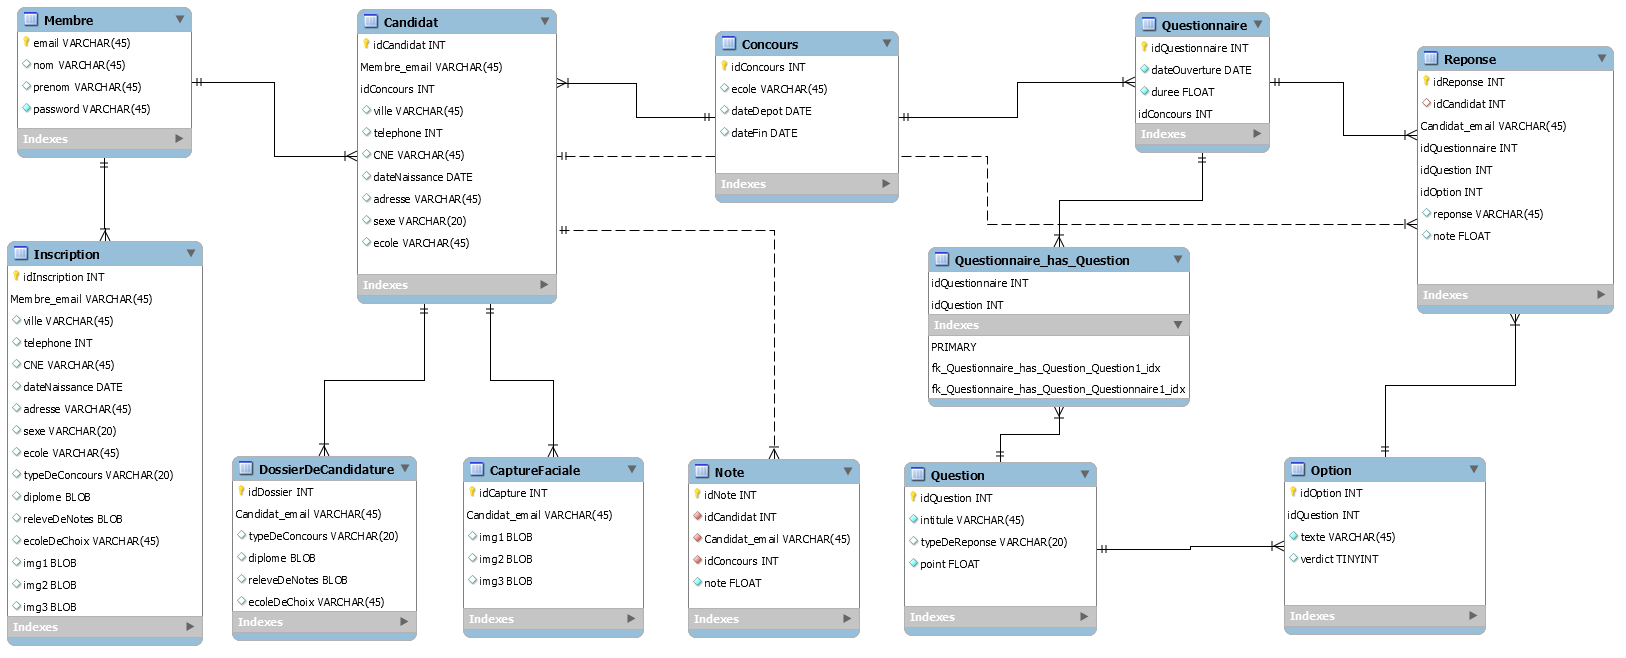 Membre
email VARCHAR(45)
nom VARCHAR(45)
prenom VARCHAR(45)
password VARCHAR(45)
Indexes
Candidat
idCandidat INT
Membre_email VARCHAR(45)
idConcours INT
ville VARCHAR(45)
telephone INT
CNE VARCHAR(45)
dateNaissance DATE
adresse VARCHAR(45)
sexe VARCHAR(20)
ecole VARCHAR(45)
Indexes
Concours
idConcours INT
ecole VARCHAR(45)
dateDepot DATE
dateFin DATE
Indexes
Questionnaire
idQuestionnaire INT
dateOuverture DATE
duree FLOAT
idConcours INT
Indexes
Reponse
idReponse INT
idCandidat INT
Candidat_email VARCHAR(45)
idQuestionnaire INT
idQuestion INT
idOption INT
reponse VARCHAR(45)
note FLOAT
Indexes
Inscription
idInscription INT
Membre_email VARCHAR(45)
ville VARCHAR(45)
telephone INT
CNE VARCHAR(45)
dateNaissance DATE
adresse VARCHAR(45)
sexe VARCHAR(20)
ecole VARCHAR(45)
typeDeConcours VARCHAR(20)
diplome BLOB
releveDeNotes BLOB
ecoleDeChoix VARCHAR(45)
img1 BLOB
img2 BLOB
img3 BLOB
Indexes
Questionnaire_has_Question
idQuestionnaire INT
idQuestion INT
Indexes
PRIMARY
fk_Questionnaire_has_Question_Question1_idx
fk_Questionnaire_has_Question_Questionnaire1_idx
DossierDeCandidature
idDossier INT
Candidat_email VARCHAR(45)
typeDeConcours VARCHAR(20)
diplome BLOB
releveDeNotes BLOB
ecoleDeChoix VARCHAR(45)
Indexes
CaptureFaciale
idCapture INT
Candidat_email VARCHAR(45)
img1 BLOB
img2 BLOB
img3 BLOB
Indexes
Note
idNote INT
idCandidat INT
Candidat_email VARCHAR(45)
idConcours INT
note FLOAT
Indexes
Question
idQuestion INT
intitule VARCHAR(45)
typeDeReponse VARCHAR(20)
point FLOAT
Indexes
Option
idOption INT
idQuestion INT
texte VARCHAR(45)
verdict TINYINT
Indexes